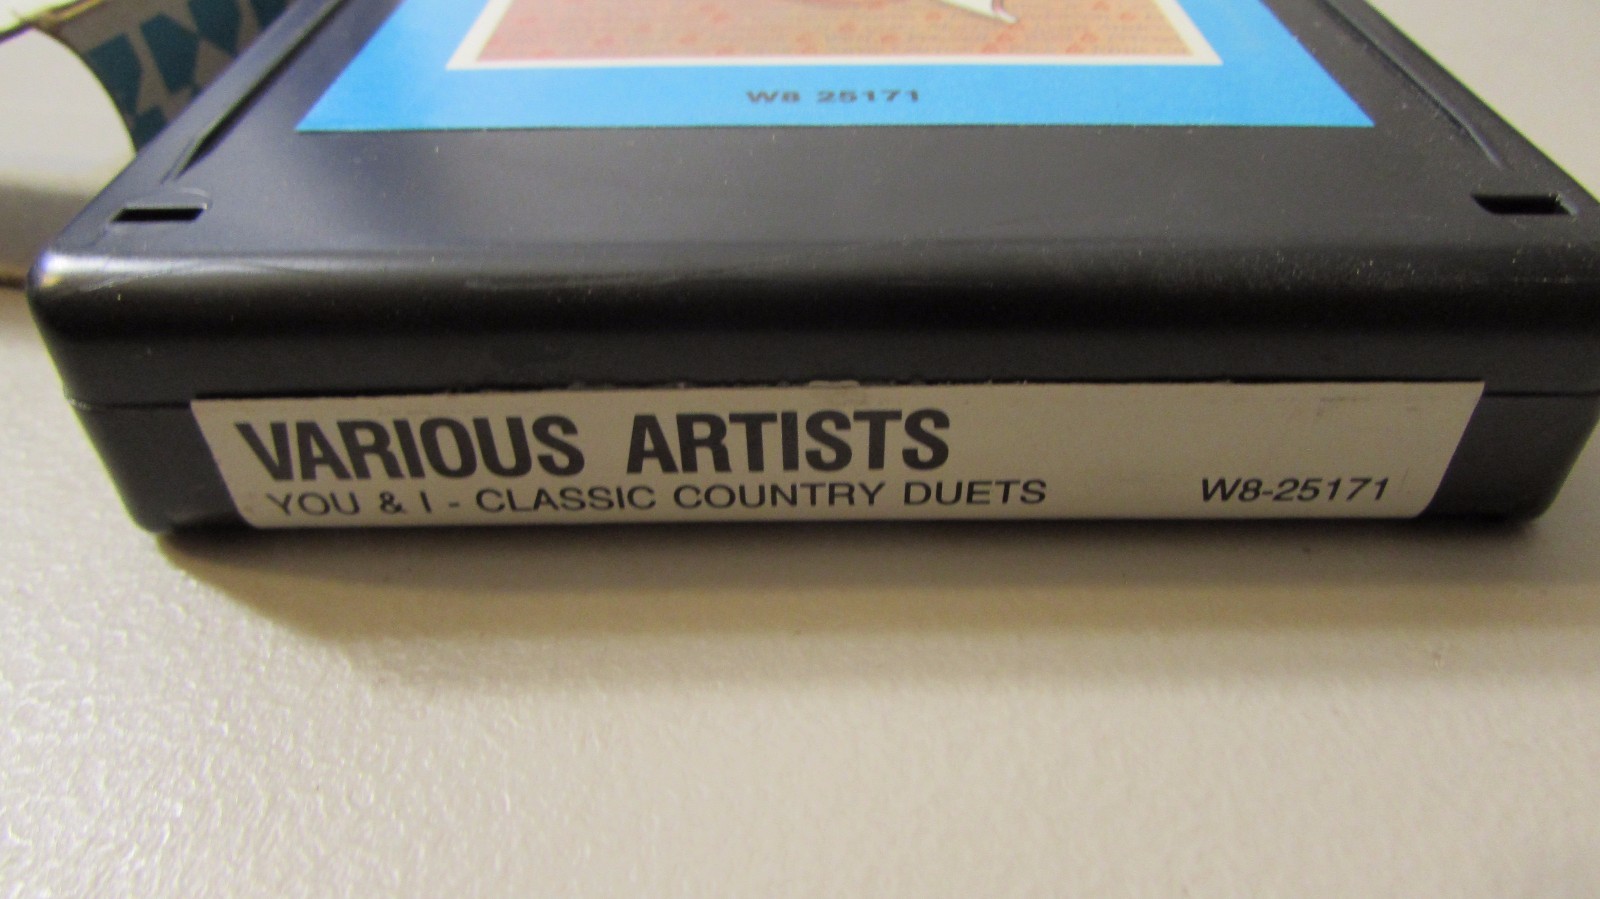 W8 25171
VARIOUS ARTISTS
YOU & I - CLASSIC COUNTRY DUETS W8-25171